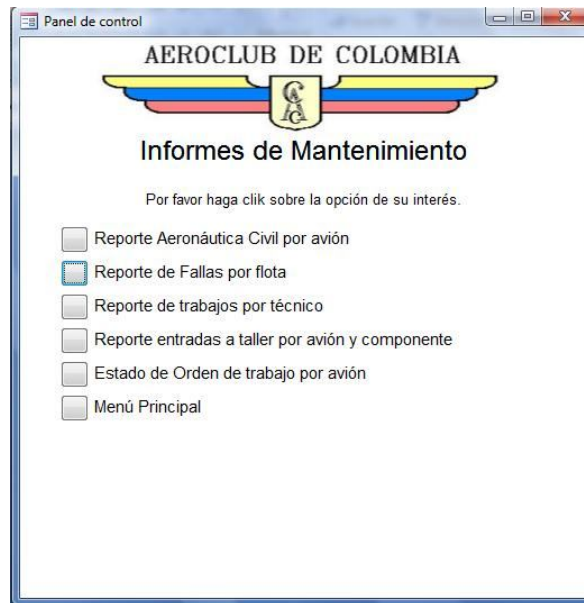 Panel de control
AEROCLUB DE COLOMBIA
Informes de Mantenimiento
Por favor haga clik sobre la opción de su interés.
Reporte Aeronáutica Civil por avión
Reporte de Fallas por flota
Reporte de trabajos por técnico
Reporte entradas a taller por avión y componente
Estado de Orden de trabajo por avión
Menú Principal